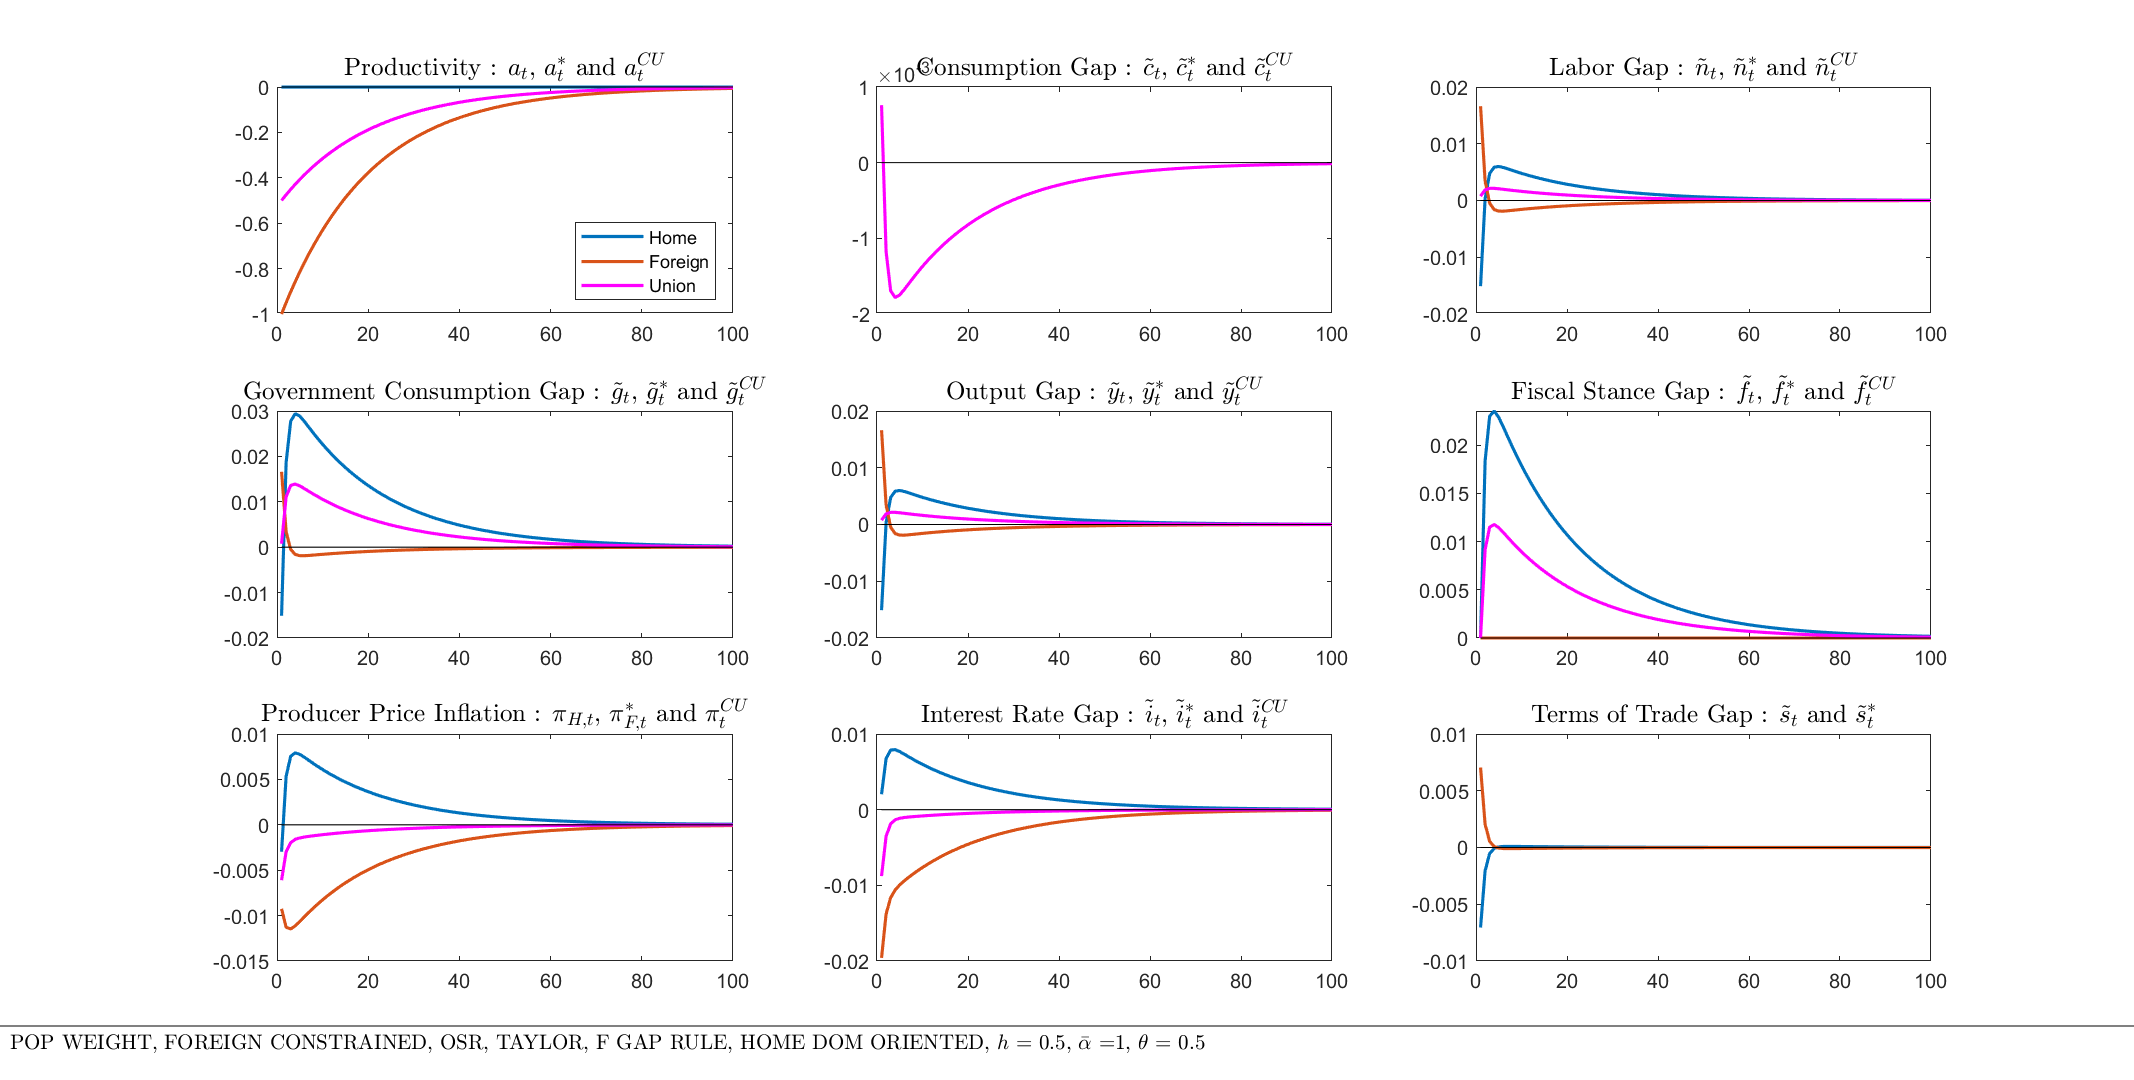 Productivity : a_t, a_t^* and a_t^{CU}
Consumption Gap : c̃_t, c̃_t^* and c̃_t^{CU}
Labor Gap : ñ_t, ñ_t^* and ñ_t^{CU}
0
-0.2
-0.4
-0.6
-0.8
-1
0 20 40 60 80 100
Home
Foreign
Union
1
0
-1
-2
0 20 40 60 80 100
0.02
0.01
0
-0.01
-0.02
0 20 40 60 80 100
Government Consumption Gap : g̃_t, g̃_t^* and g̃_t^{CU}
Output Gap : ỹ_t, ỹ_t^* and ỹ_t^{CU}
Fiscal Stance Gap : f̃_t, f̃_t^* and f̃_t^{CU}
0.03
0.02
0.01
0
-0.01
-0.02
0 20 40 60 80 100
0.02
0.01
0
-0.01
-0.02
0 20 40 60 80 100
0.02
0.015
0.01
0.005
0
0 20 40 60 80 100
Producer Price Inflation : π_{H,t}, π_{F,t}^* and π_t^{CU}
Interest Rate Gap : ĩ_t, ĩ_t^* and ĩ_t^{CU}
Terms of Trade Gap : s̃_t and s̃_t^*
0.01
0.005
0
-0.005
-0.01
-0.015
0 20 40 60 80 100
0.01
0
-0.01
-0.02
0 20 40 60 80 100
0.01
0.005
0
-0.005
-0.01
0 20 40 60 80 100
POP WEIGHT, FOREIGN CONSTRAINED, OSR, TAYLOR, F GAP RULE, HOME DOM ORIENTED, h = 0.5, ᾱ =1, θ = 0.5